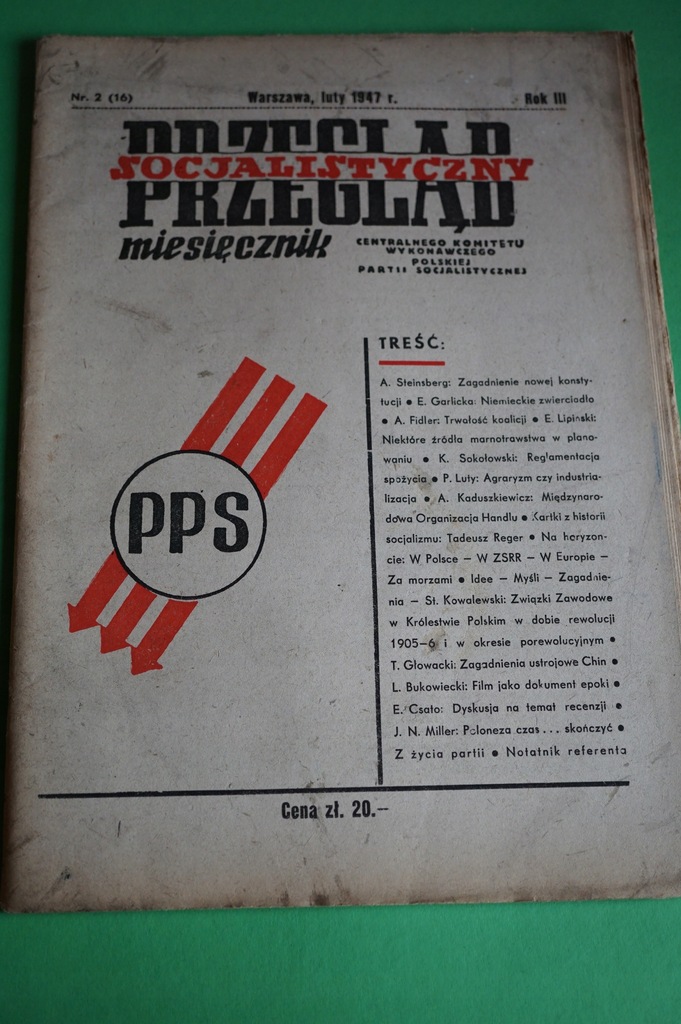 Nr. 2 (16) Warszawa, luty 1947 r. Rok III
PRZEGLĄD
SOCJALISTYCZNY
miesięcznik
CENTRALNEGO KOMITETU
WYKONAWCZEGO
POLSKIEJ
PARTII SOCJALISTYCZNEJ
PPS
TREŚĆ:
A. Steinsberg: Zagadnienie nowej konsty-
tucji • E. Garlicka: Niemieckie zwierciadło
• A. Fidler: Trwałość koalicji • E. Lipiński:
Niektóre źródła marnotrawstwa w plano-
waniu • K. Sokołowski: Reglamentacja
spożycia • P. Luty: Agraryzm czy industria-
lizacja • A. Kaduszkiewicz: Międzynaro-
dowa Organizacja Handlu • Kartki z historii
socjalizmu: Tadeusz Reger • Na horyzon-
cie: W Polsce — W ZSRR — W Europie —
Za morzami • Idee — Myśli — Zagadnie-
nia — St. Kowalewski: Związki Zawodowe
w Królestwie Polskim w dobie rewolucji
1905–6 i w okresie porewolucyjnym •
T. Głowacki: Zagadnienia ustrojowe Chin •
L. Bukowiecki: Film jako dokument epoki •
E. Csato: Dyskusja na temat recenzji •
J. N. Miller: Poloneza czas . . . skończyć •
Z życia partii • Notatnik referenta
Cena zł. 20.—